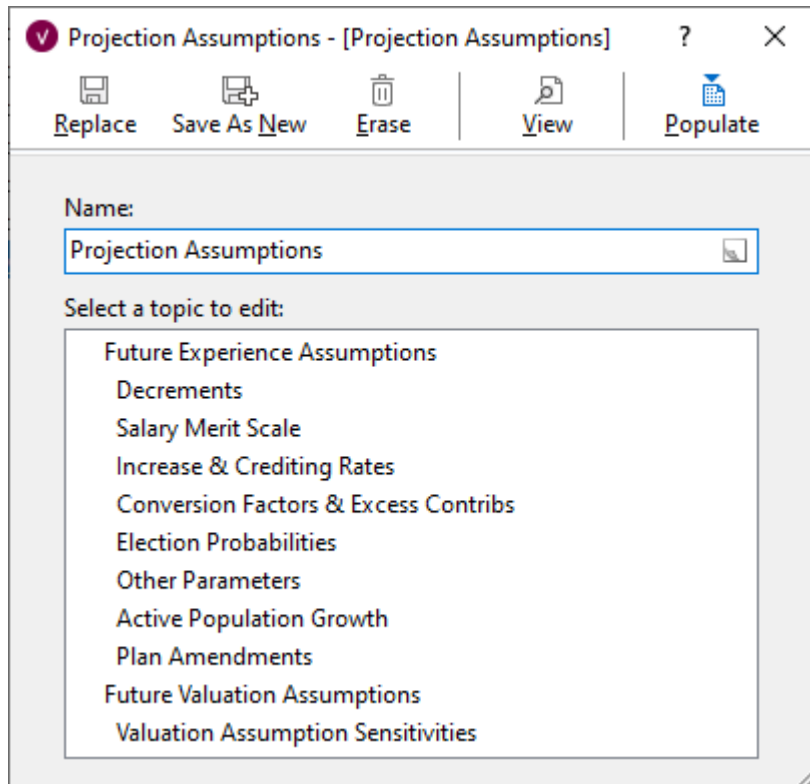 V Projection Assumptions - [Projection Assumptions] ? 
Replace Save As New Erase View Populate
Name:
Projection Assumptions
Select a topic to edit:
Future Experience Assumptions
Decrements
Salary Merit Scale
Increase & Crediting Rates
Conversion Factors & Excess Contribs
Election Probabilities
Other Parameters
Active Population Growth
Plan Amendments
Future Valuation Assumptions
Valuation Assumption Sensitivities